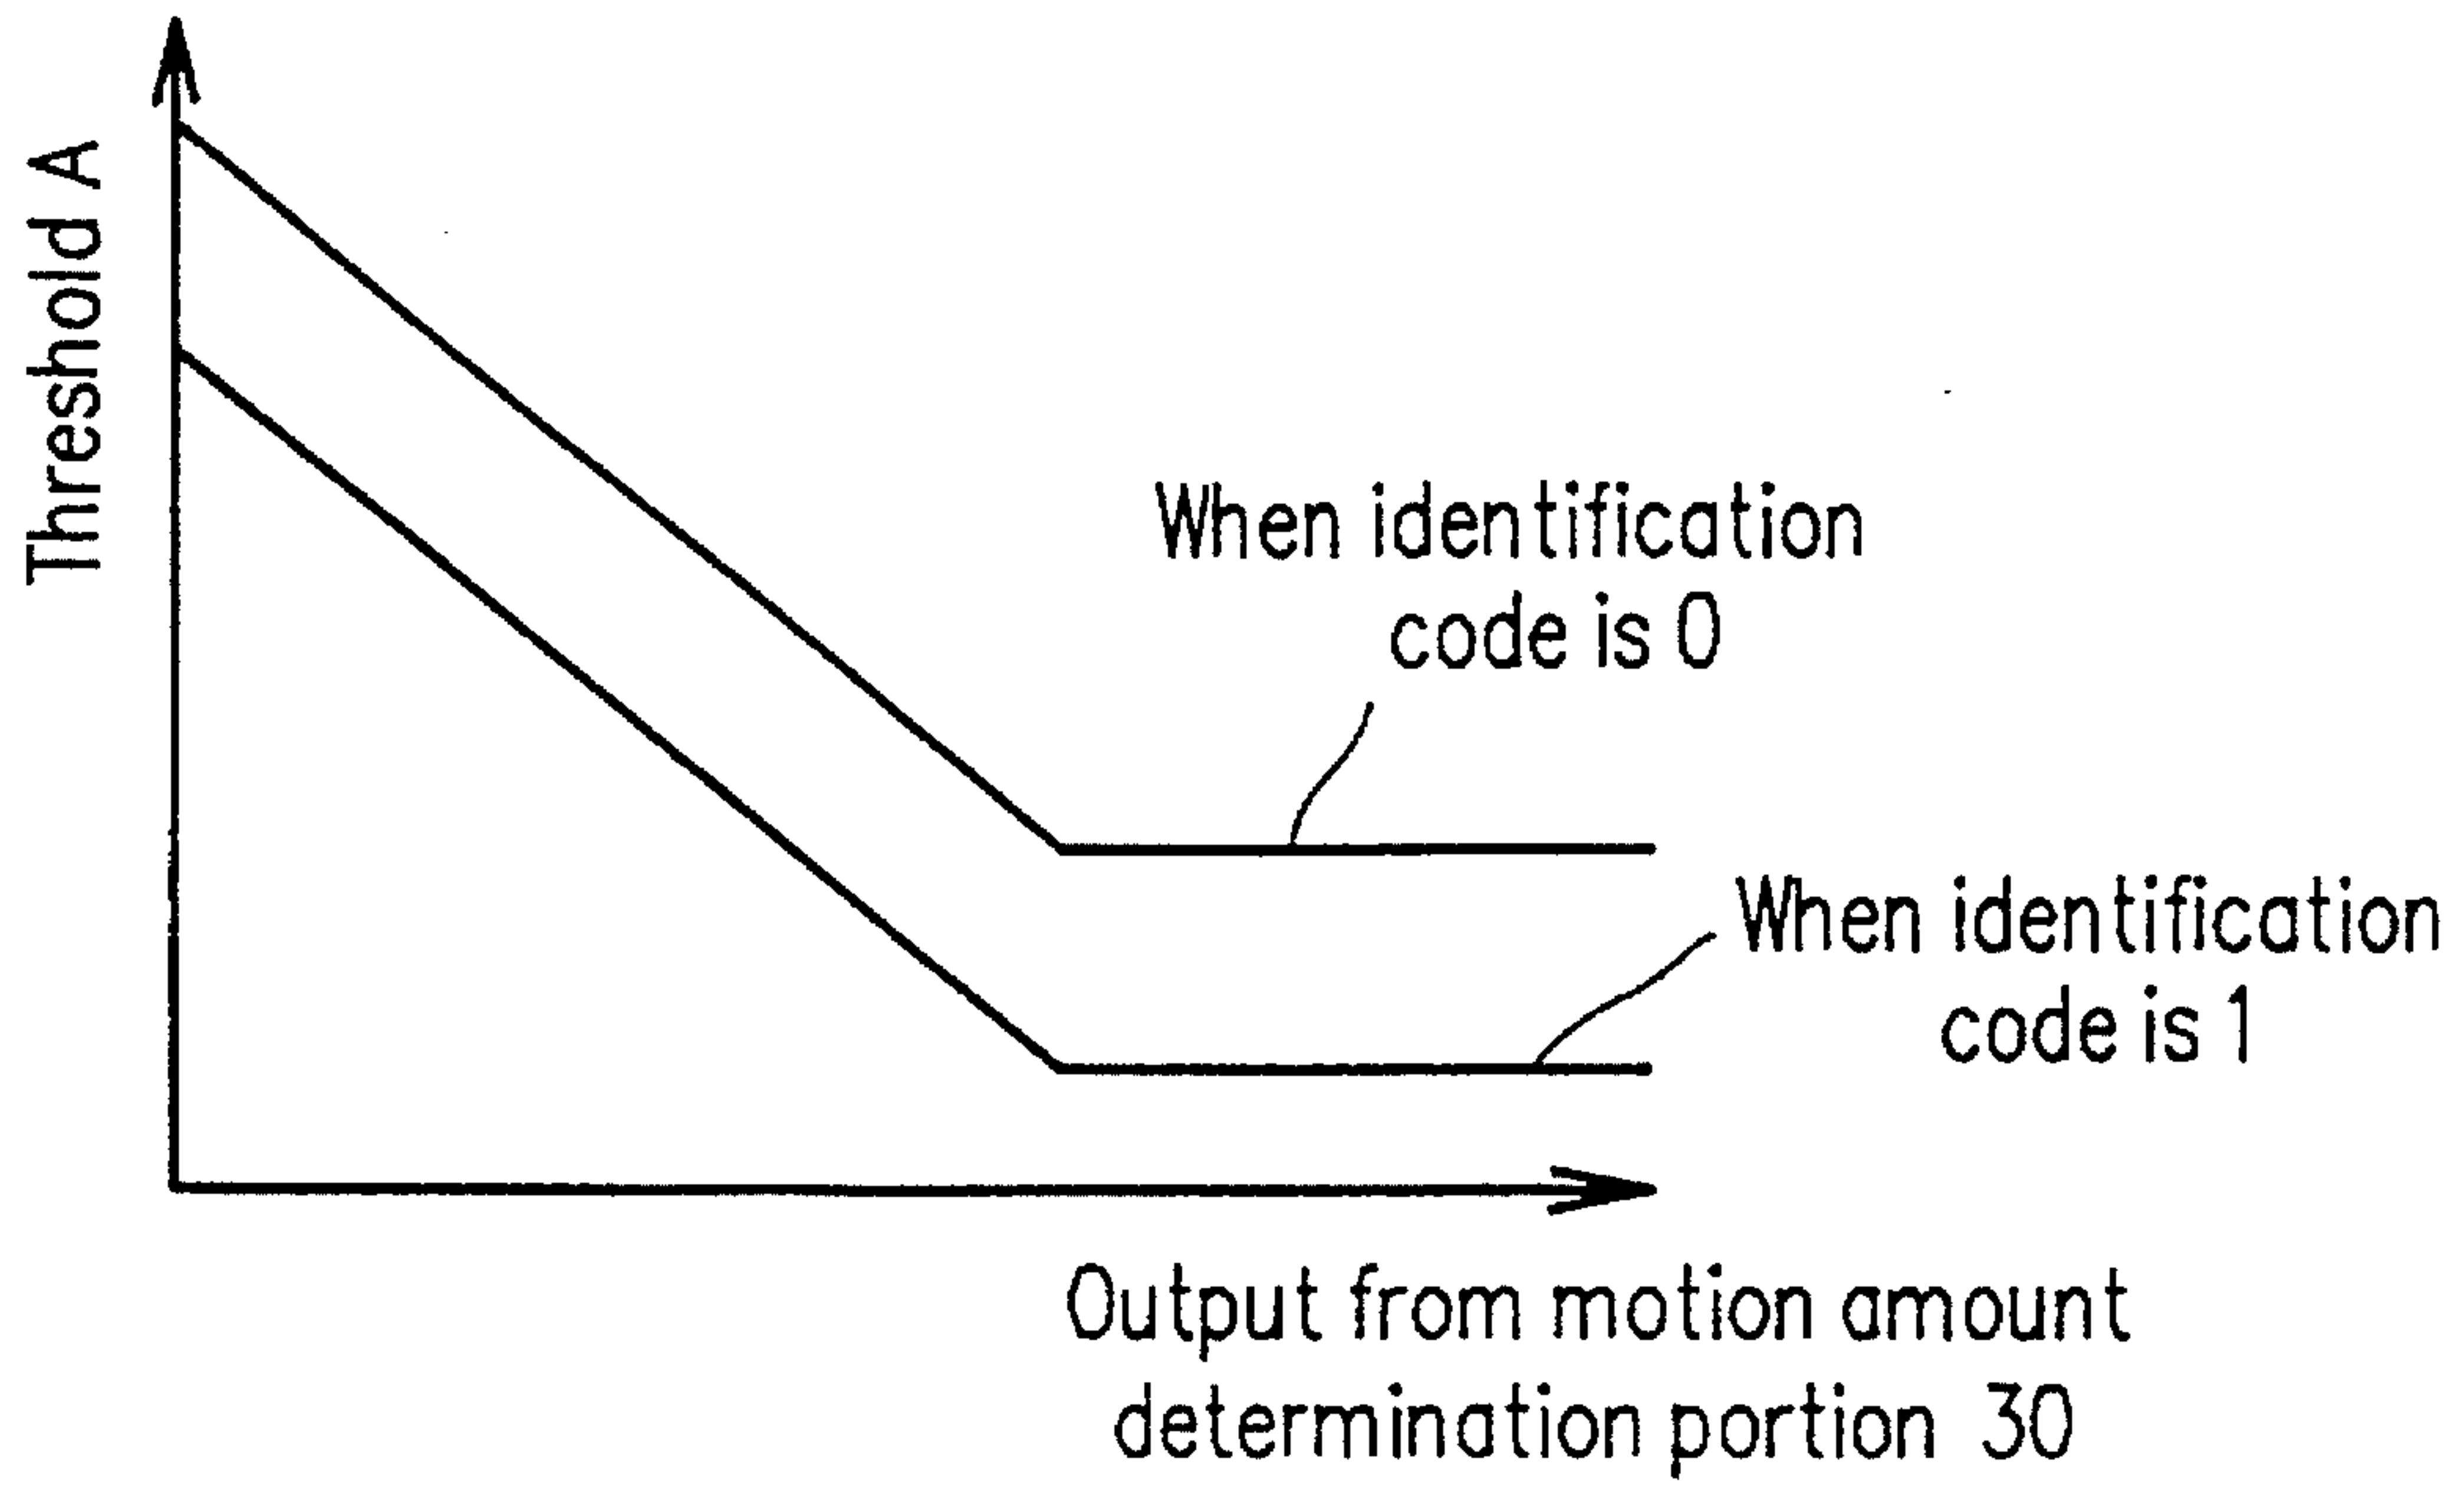 Threshold A
When identification
code is 0
When identification
code is 1
Output from motion amount
determination portion 30